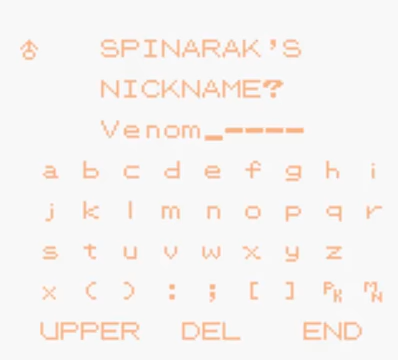 ♂ SPINARAK'S
NICKNAME?
Venom_----
a b c d e f g h i
j k l m n o p q r
s t u v w x y z
× ( ) : ; [ ] PK MN
UPPER DEL END